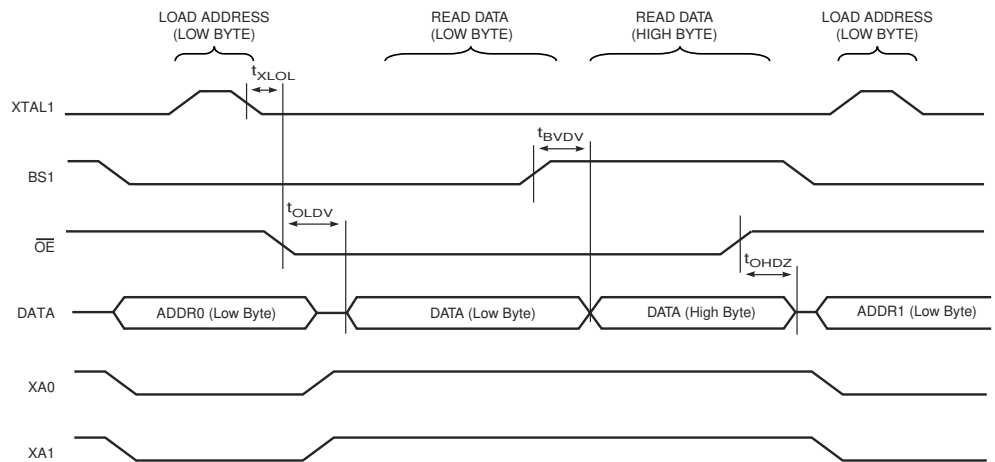 LOAD ADDRESS
(LOW BYTE)
READ DATA
(LOW BYTE)
READ DATA
(HIGH BYTE)
LOAD ADDRESS
(LOW BYTE)
tXLOL
XTAL1
tBVDV
BS1
tOLDV
OE
tOHDZ
DATA
ADDR0 (Low Byte)
DATA (Low Byte)
DATA (High Byte)
ADDR1 (Low Byte)
XA0
XA1